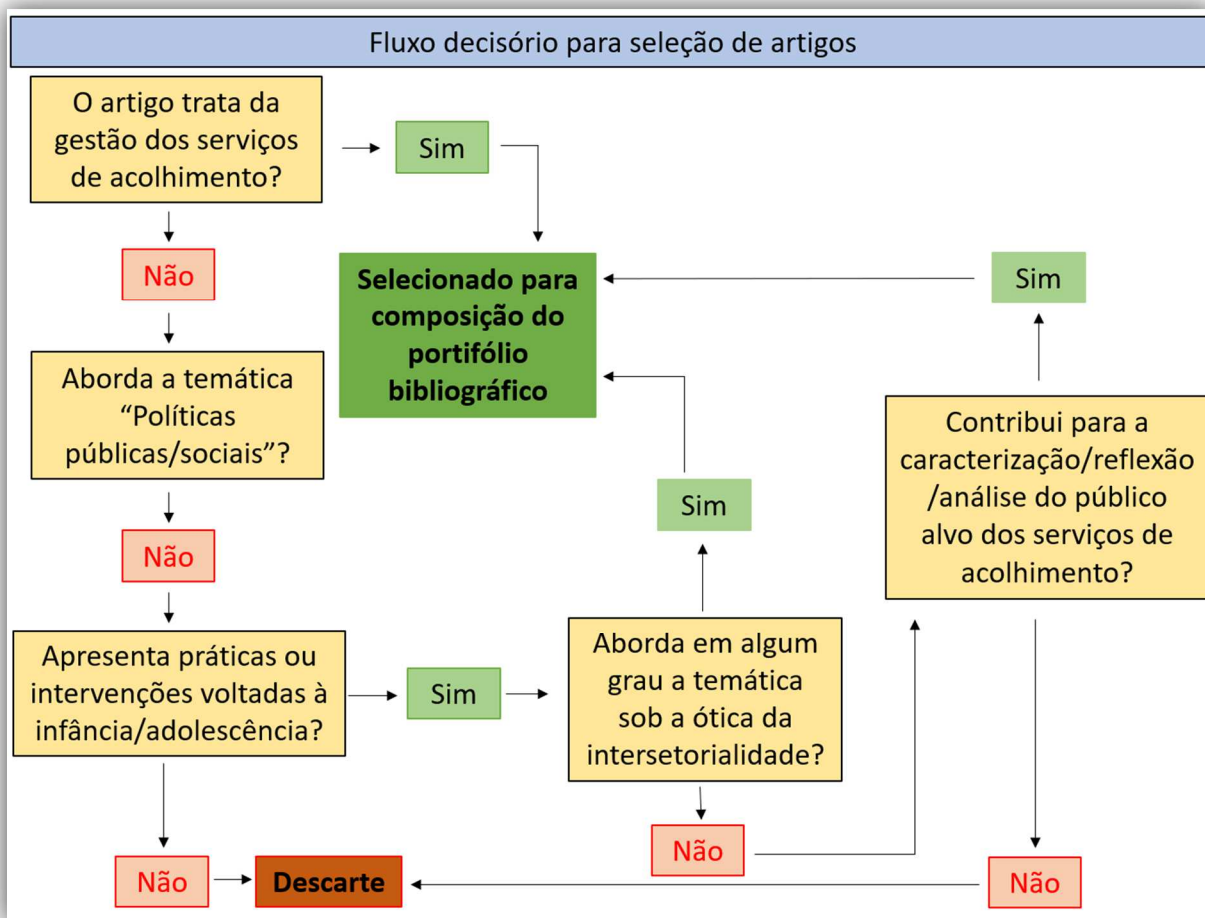 Fluxo decisório para seleção de artigos
O artigo trata da
gestão dos serviços
de acolhimento?
Sim
Não
Selecionado para
composição do
portifólio
bibliográfico
Sim
Aborda a temática
“Políticas
públicas/sociais”?
Contribui para a
caracterização/reflexão
/análise do público
alvo dos serviços de
acolhimento?
Sim
Não
Apresenta práticas ou
intervenções voltadas à
infância/adolescência?
Sim
Aborda em algum
grau a temática
sob a ótica da
intersetorialidade?
Não
Não
Descarte
Não